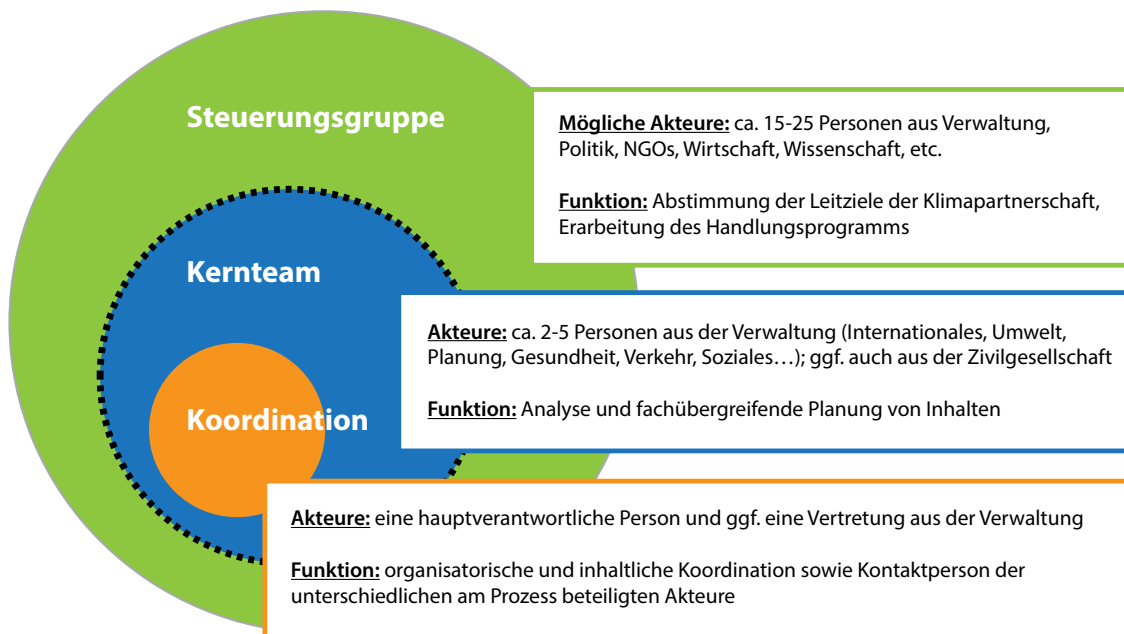 Steuerungsgruppe
Mögliche Akteure: ca. 15-25 Personen aus Verwaltung,
Politik, NGOs, Wirtschaft, Wissenschaft, etc.
Funktion: Abstimmung der Leitziele der Klimapartnerschaft,
Erarbeitung des Handlungsprogramms
Kernteam
Akteure: ca. 2-5 Personen aus der Verwaltung (Internationales, Umwelt,
Planung, Gesundheit, Verkehr, Soziales…); ggf. auch aus der Zivilgesellschaft
Funktion: Analyse und fachübergreifende Planung von Inhalten
Koordination
Akteure: eine hauptverantwortliche Person und ggf. eine Vertretung aus der Verwaltung
Funktion: organisatorische und inhaltliche Koordination sowie Kontaktperson der
unterschiedlichen am Prozess beteiligten Akteure